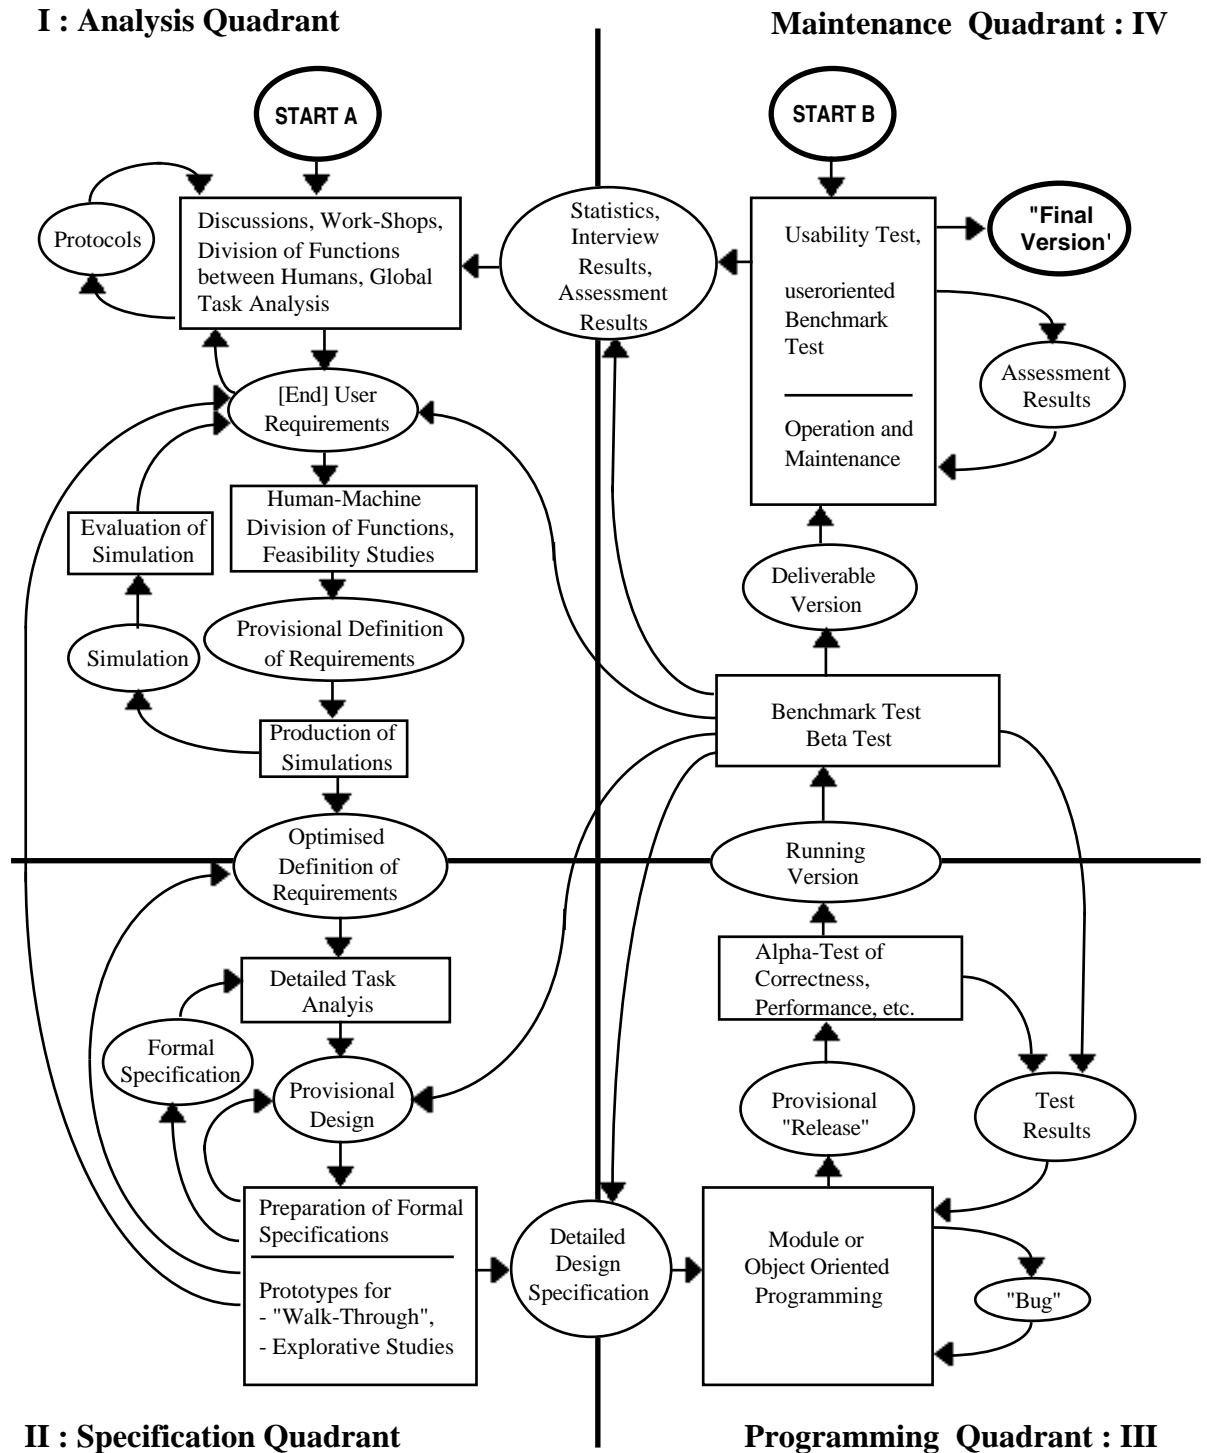 I : Analysis Quadrant
Maintenance Quadrant : IV
START A
START B
Protocols
Discussions, Work-Shops,
Division of Functions
between Humans, Global
Task Analysis
Statistics,
Interview
Results,
Assessment
Results
Usability Test,
useroriented
Benchmark
Test
Operation and
Maintenance
"Final
Version'
Assessment
Results
[End] User
Requirements
Human-Machine
Division of Functions,
Feasibility Studies
Evaluation of
Simulation
Provisional Definition
of Requirements
Simulation
Production of
Simulations
Deliverable
Version
Benchmark Test
Beta Test
Optimised
Definition of
Requirements
Running
Version
Detailed Task
Analyis
Formal
Specification
Provisional
Design
Alpha-Test of
Correctness,
Performance, etc.
Provisional
"Release"
Test
Results
Preparation of Formal
Specifications
Prototypes for
- "Walk-Through",
- Explorative Studies
Detailed
Design
Specification
Module or
Object Oriented
Programming
"Bug"
II : Specification Quadrant
Programming Quadrant : III